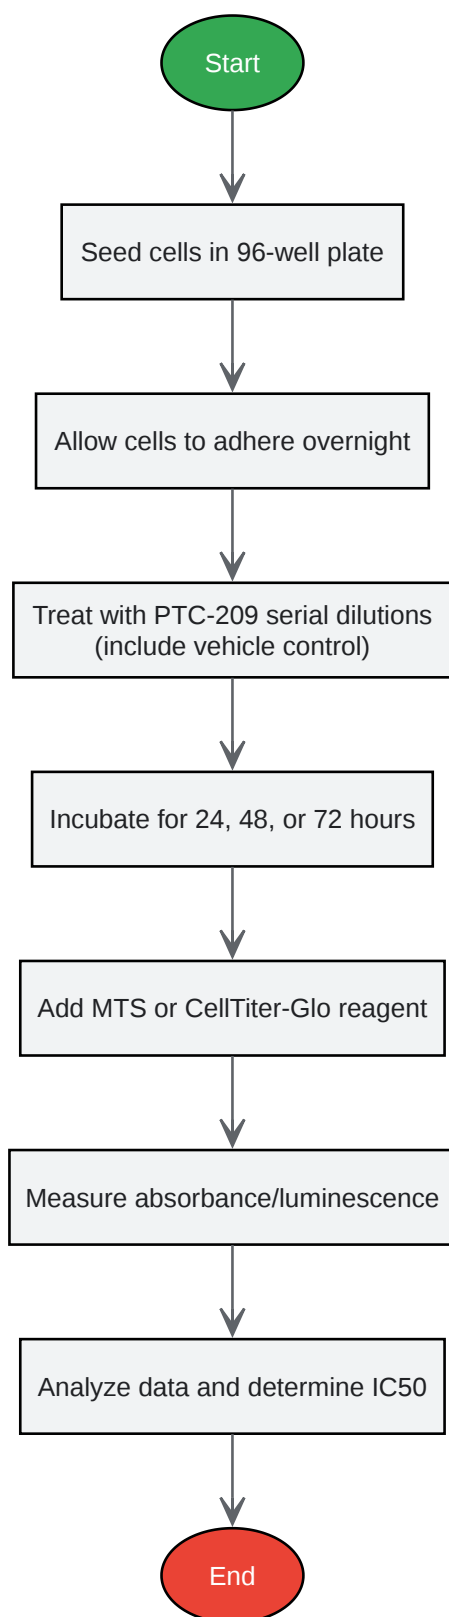 Start
Seed cells in 96-well plate
Allow cells to adhere overnight
Treat with PTC-209 serial dilutions
(include vehicle control)
Incubate for 24, 48, or 72 hours
Add MTS or CellTiter-Glo reagent
Measure absorbance/luminescence
Analyze data and determine IC50
End